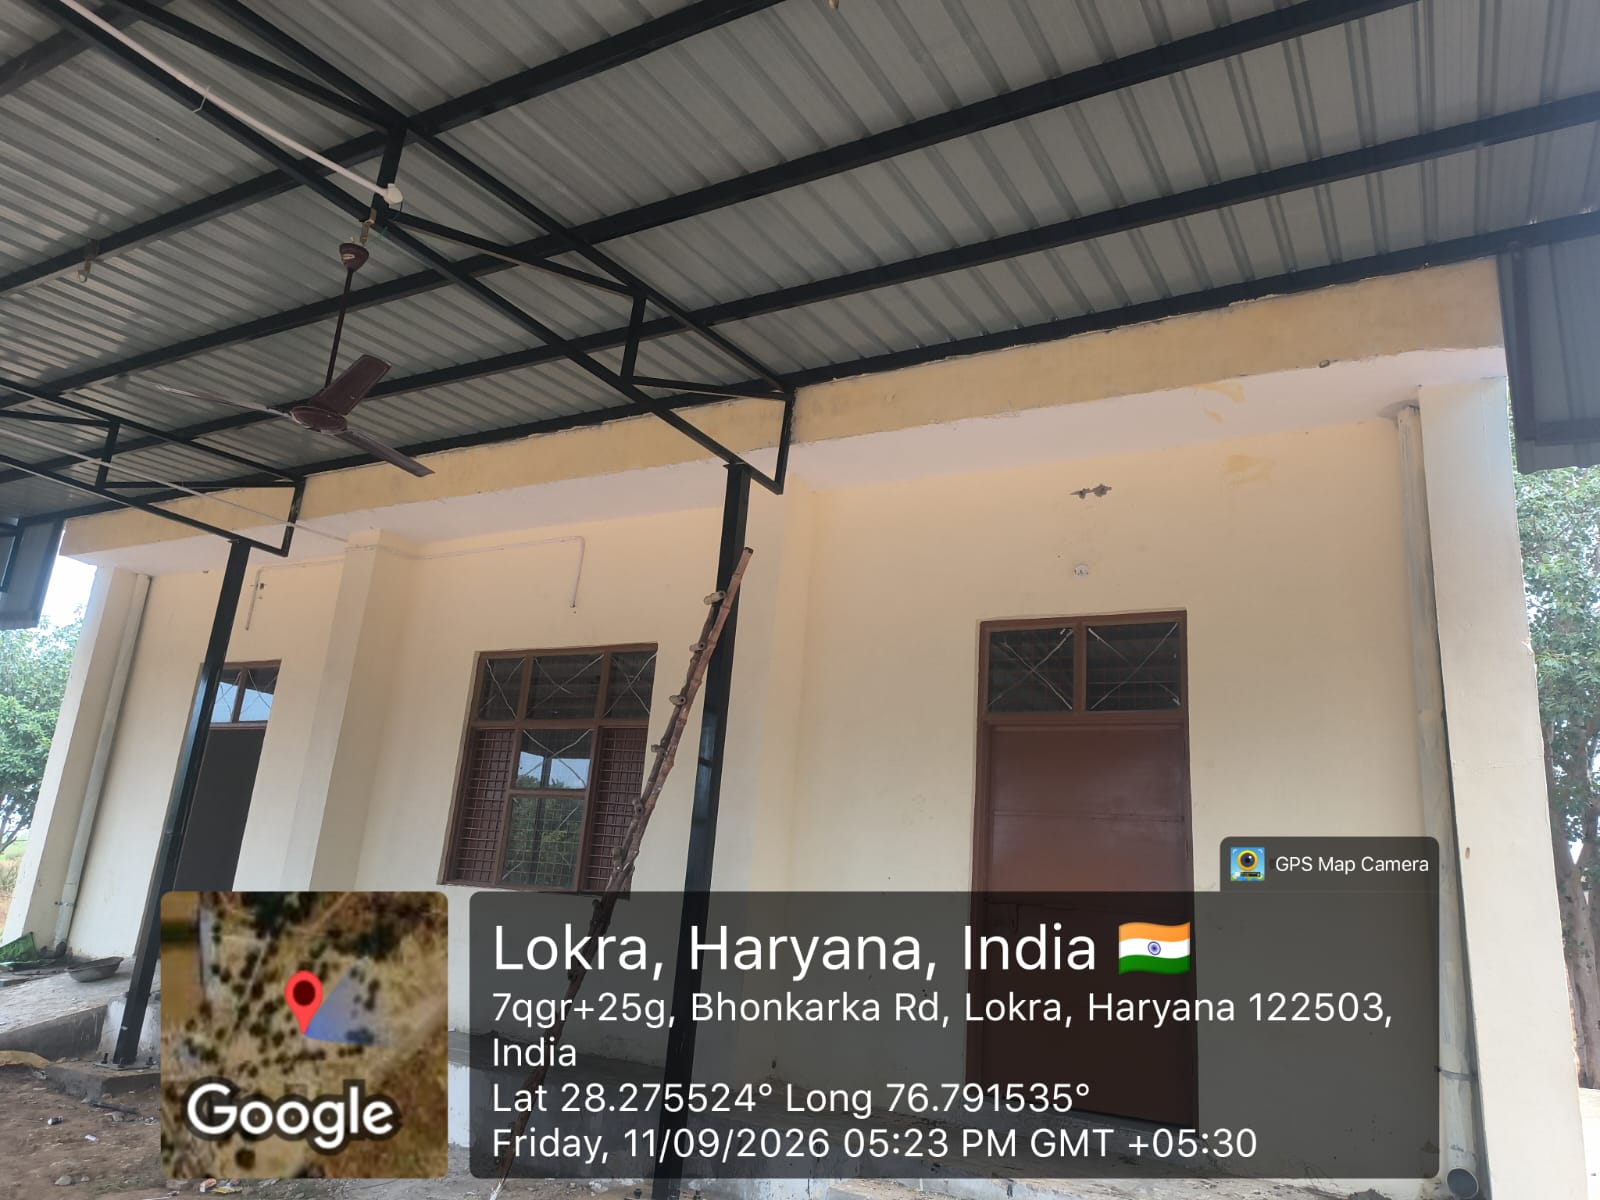 GPS Map Camera
Lokra, Haryana, India
7qgr+25g, Bhonkarka Rd, Lokra, Haryana 122503,
India
Lat 28.275524° Long 76.791535°
Friday, 11/09/2026 05:23 PM GMT +05:30
Google